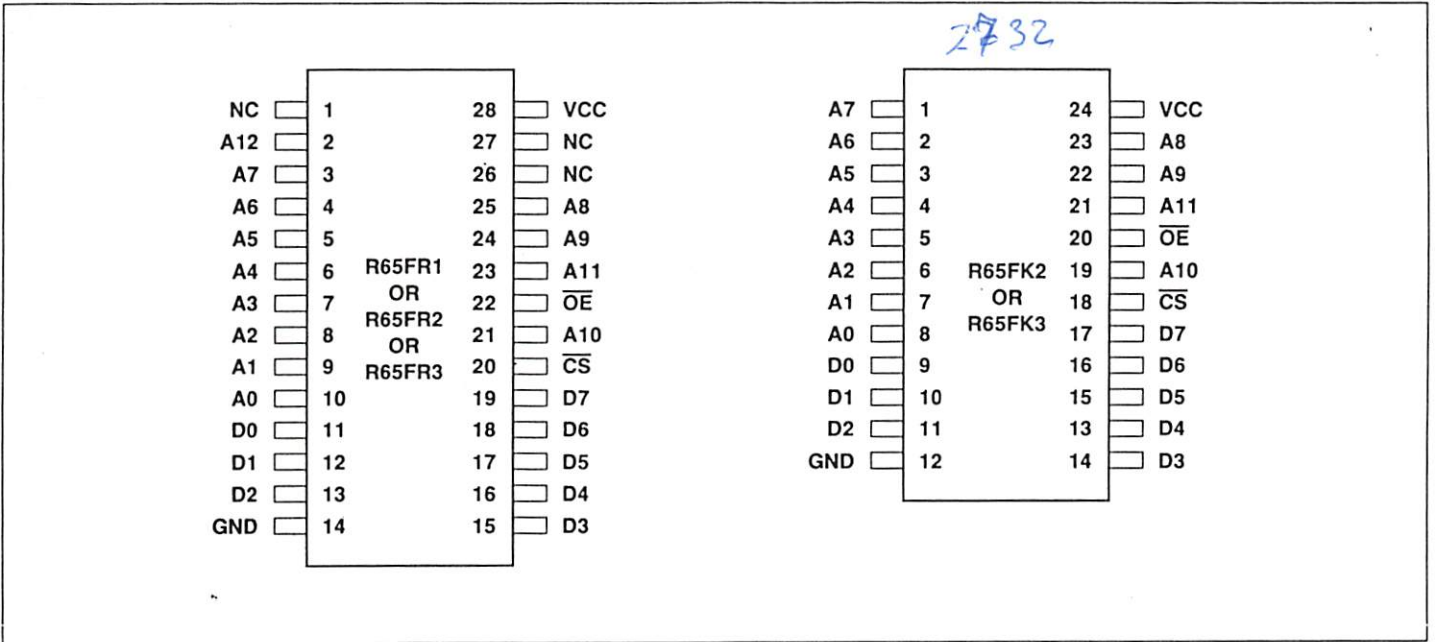 2732
NC 1 28 VCC
A12 2 27 NC
A7 3 26 NC
A6 4 25 A8
A5 5 24 A9
A4 6 23 A11
A3 7 22 O̅E̅
A2 8 21 A10
A1 9 20 C̅S̅
A0 10 19 D7
D0 11 18 D6
D1 12 17 D5
D2 13 16 D4
GND 14 15 D3
R65FR1
OR
R65FR2
OR
R65FR3
A7 1 24 VCC
A6 2 23 A8
A5 3 22 A9
A4 4 21 A11
A3 5 20 O̅E̅
A2 6 19 A10
A1 7 18 C̅S̅
A0 8 17 D7
D0 9 16 D6
D1 10 15 D5
D2 11 13 D4
GND 12 14 D3
R65FK2
OR
R65FK3